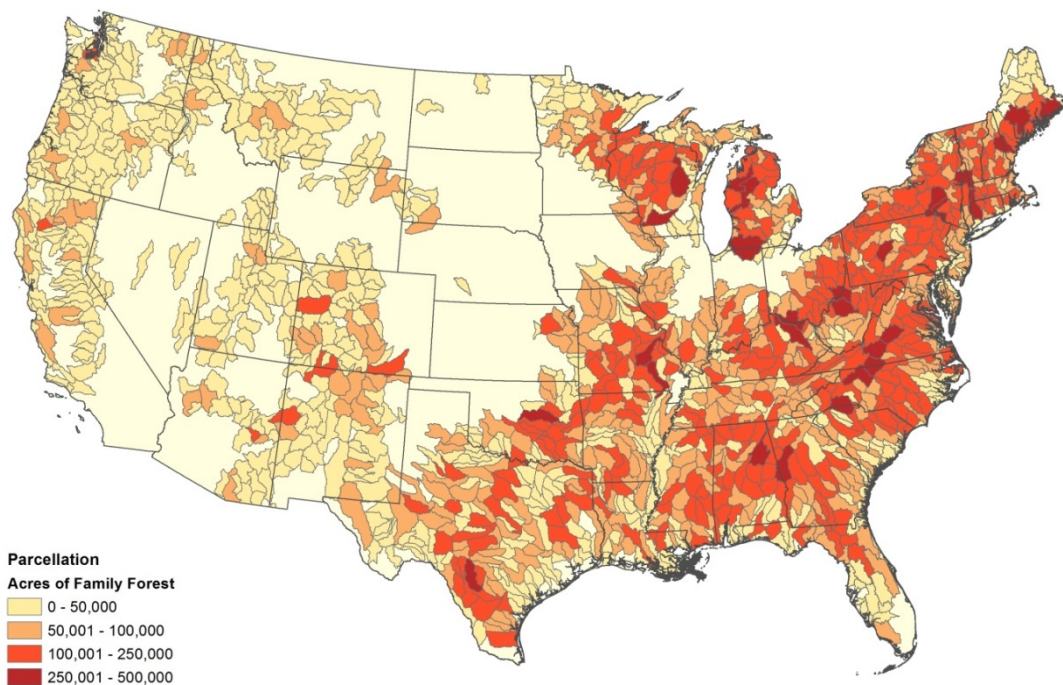 Parcellation
Acres of Family Forest
0 - 50,000
50,001 - 100,000
100,001 - 250,000
250,001 - 500,000